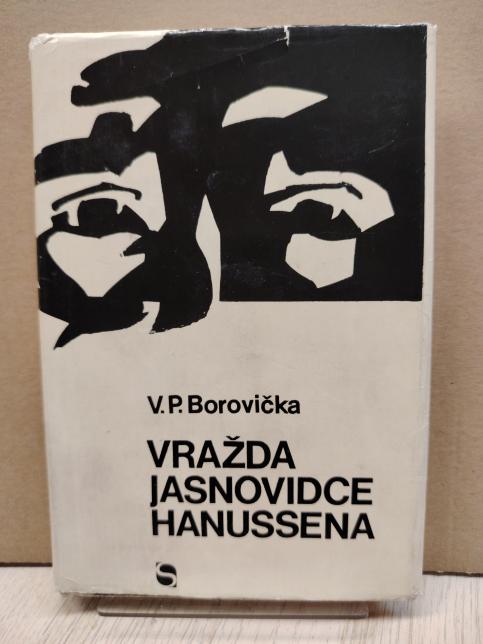 V.P. Borovička
VRAŽDA
JASNOVIDCE
HANUSSENA
S